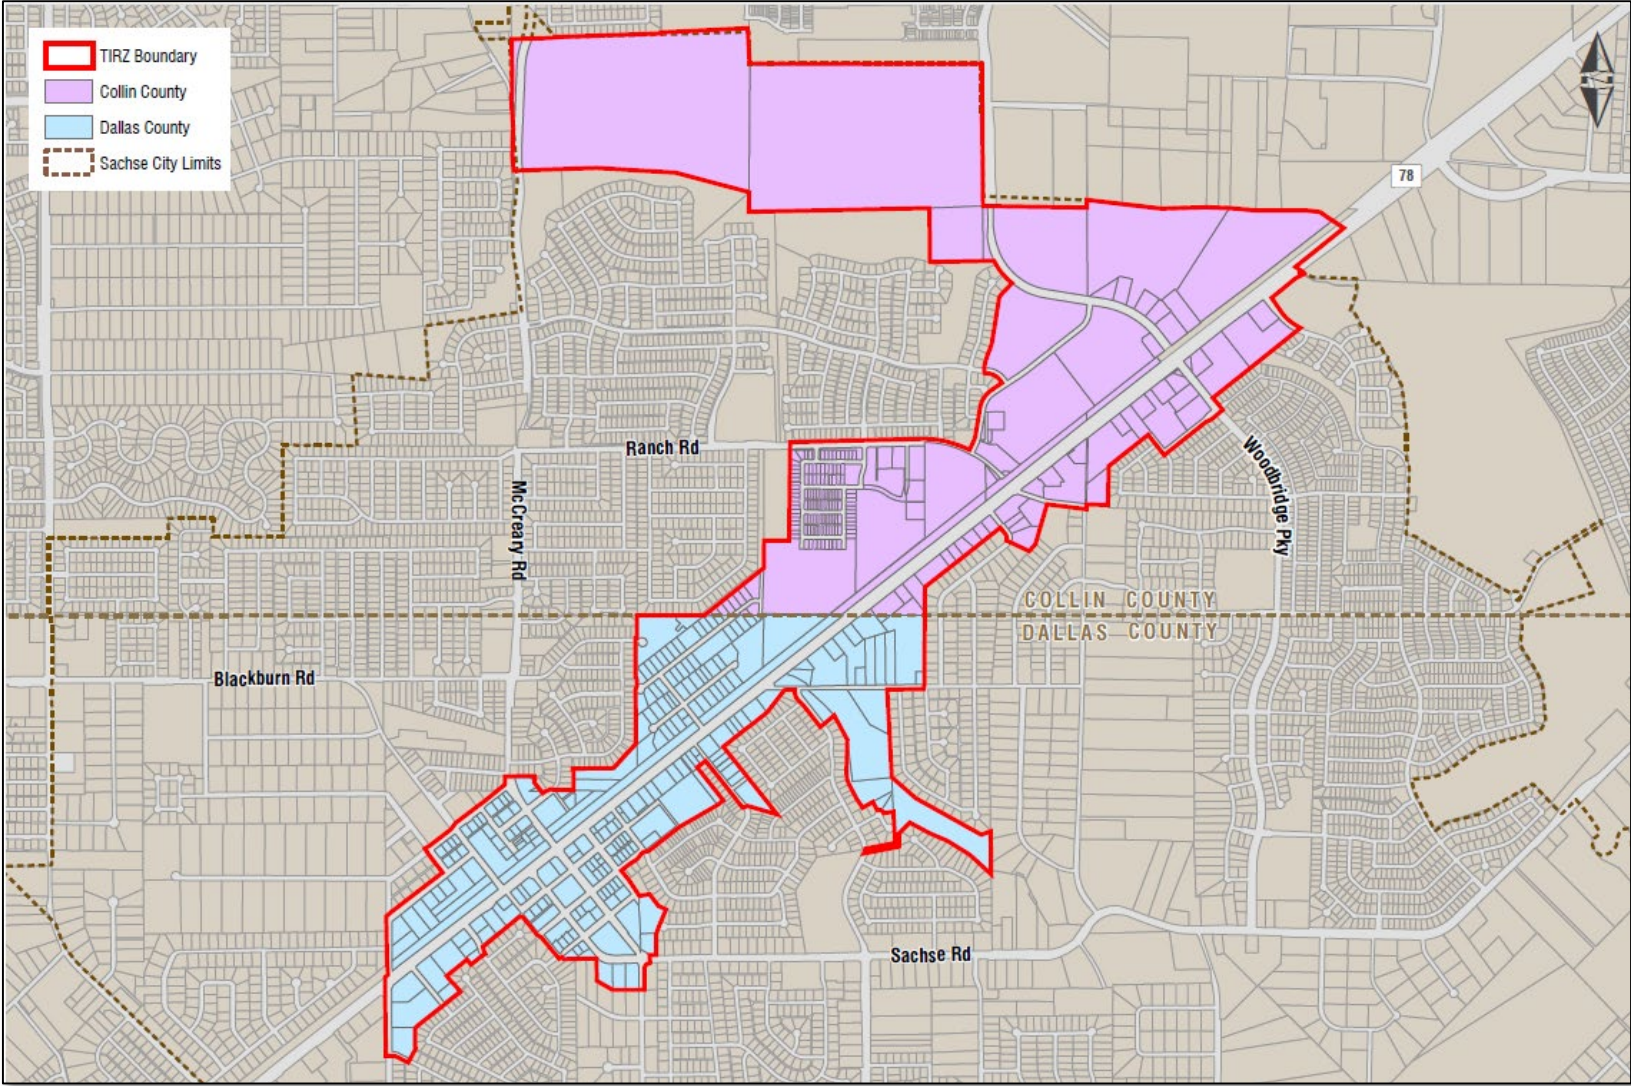 TIRZ Boundary
Collin County
Dallas County
Sachse City Limits
78
Ranch Rd
McCreary Rd
Woodbridge Pky
COLLIN COUNTY
DALLAS COUNTY
Blackburn Rd
Sachse Rd